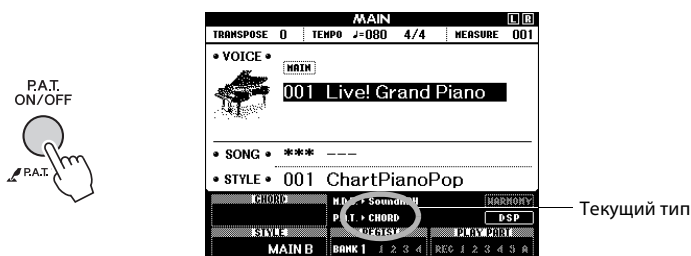 MAIN L R
TRANSPOSE 0 TEMPO ♩=080 4/4 MEASURE 001
• VOICE •
MAIN
001 Live! Grand Piano
P.A.T.
ON/OFF
P.A.T.
• SONG • *** ---
• STYLE • 001 ChartPianoPop
CHORD
HARMONY
P.A.T. ▸ CHORD DSP
Текущий тип
STYLE REGIST PLAY PART
MAIN B BANK 1 1 2 3 4 REC 1 2 3 4 5 A